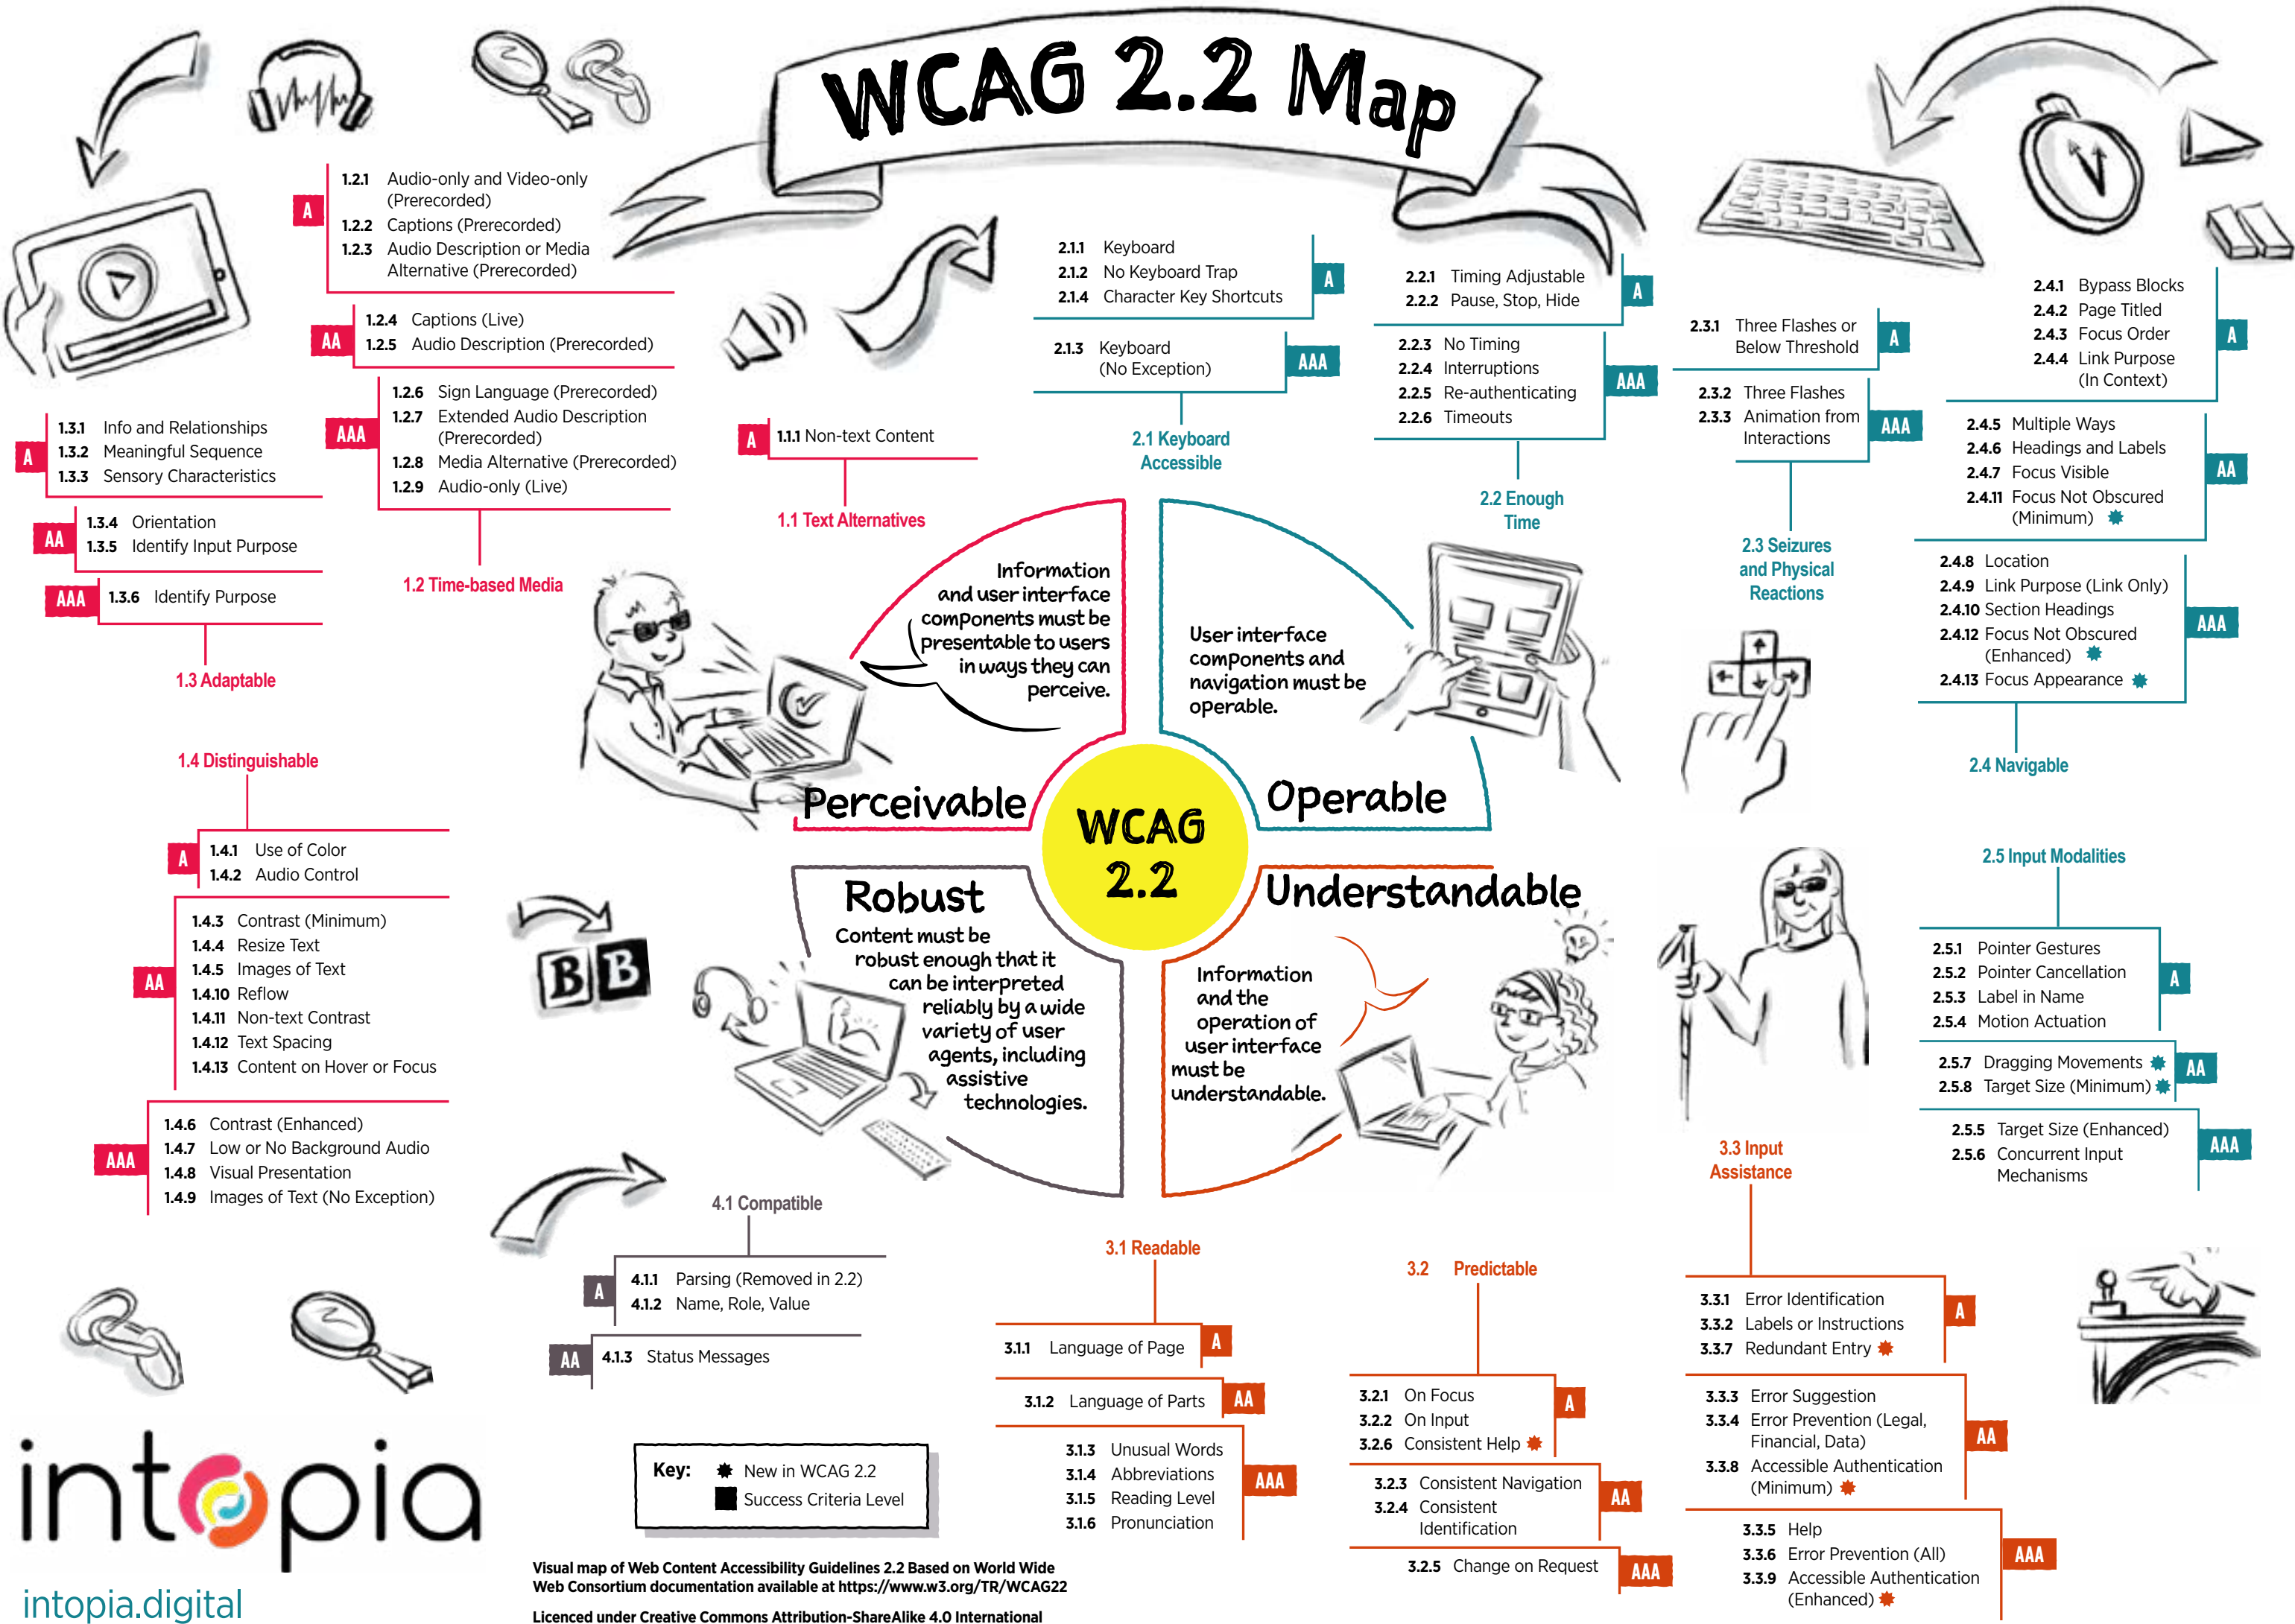 WCAG 2.2 Map
A
1.2.1 Audio-only and Video-only
(Prerecorded)
1.2.2 Captions (Prerecorded)
1.2.3 Audio Description or Media
Alternative (Prerecorded)
AA
1.2.4 Captions (Live)
1.2.5 Audio Description (Prerecorded)
AAA
1.2.6 Sign Language (Prerecorded)
1.2.7 Extended Audio Description
(Prerecorded)
1.2.8 Media Alternative (Prerecorded)
1.2.9 Audio-only (Live)
1.2 Time-based Media
A
1.3.1 Info and Relationships
1.3.2 Meaningful Sequence
1.3.3 Sensory Characteristics
AA
1.3.4 Orientation
1.3.5 Identify Input Purpose
AAA
1.3.6 Identify Purpose
1.3 Adaptable
A
1.1.1 Non-text Content
1.1 Text Alternatives
2.1.1 Keyboard
2.1.2 No Keyboard Trap
2.1.4 Character Key Shortcuts
A
2.1.3 Keyboard
(No Exception)
AAA
2.1 Keyboard
Accessible
2.2.1 Timing Adjustable
2.2.2 Pause, Stop, Hide
A
2.2.3 No Timing
2.2.4 Interruptions
2.2.5 Re-authenticating
2.2.6 Timeouts
AAA
2.2 Enough
Time
2.3.1 Three Flashes or
Below Threshold
A
2.3.2 Three Flashes
2.3.3 Animation from
Interactions
AAA
2.3 Seizures
and Physical
Reactions
2.4.1 Bypass Blocks
2.4.2 Page Titled
2.4.3 Focus Order
2.4.4 Link Purpose
(In Context)
A
2.4.5 Multiple Ways
2.4.6 Headings and Labels
2.4.7 Focus Visible
2.4.11 Focus Not Obscured
(Minimum)
AA
2.4.8 Location
2.4.9 Link Purpose (Link Only)
2.4.10 Section Headings
2.4.12 Focus Not Obscured
(Enhanced)
2.4.13 Focus Appearance
AAA
2.4 Navigable
Information
and user interface
components must be
presentable to users
in ways they can
perceive.
Perceivable
User interface
components and
navigation must be
operable.
Operable
WCAG
2.2
Robust
Content must be
robust enough that it
can be interpreted
reliably by a wide
variety of user
agents, including
assistive
technologies.
Understandable
Information
and the
operation of
user interface
must be
understandable.
1.4 Distinguishable
A
1.4.1 Use of Color
1.4.2 Audio Control
AA
1.4.3 Contrast (Minimum)
1.4.4 Resize Text
1.4.5 Images of Text
1.4.10 Reflow
1.4.11 Non-text Contrast
1.4.12 Text Spacing
1.4.13 Content on Hover or Focus
AAA
1.4.6 Contrast (Enhanced)
1.4.7 Low or No Background Audio
1.4.8 Visual Presentation
1.4.9 Images of Text (No Exception)
B B
2.5 Input Modalities
2.5.1 Pointer Gestures
2.5.2 Pointer Cancellation
2.5.3 Label in Name
2.5.4 Motion Actuation
A
2.5.7 Dragging Movements
2.5.8 Target Size (Minimum)
AA
2.5.5 Target Size (Enhanced)
2.5.6 Concurrent Input
Mechanisms
AAA
4.1 Compatible
A
4.1.1 Parsing (Removed in 2.2)
4.1.2 Name, Role, Value
AA
4.1.3 Status Messages
3.1 Readable
3.1.1 Language of Page
A
3.1.2 Language of Parts
AA
3.1.3 Unusual Words
3.1.4 Abbreviations
3.1.5 Reading Level
3.1.6 Pronunciation
AAA
3.2 Predictable
3.2.1 On Focus
3.2.2 On Input
3.2.6 Consistent Help
A
3.2.3 Consistent Navigation
3.2.4 Consistent
Identification
AA
3.2.5 Change on Request
AAA
3.3 Input
Assistance
3.3.1 Error Identification
3.3.2 Labels or Instructions
3.3.7 Redundant Entry
A
3.3.3 Error Suggestion
3.3.4 Error Prevention (Legal,
Financial, Data)
3.3.8 Accessible Authentication
(Minimum)
AA
3.3.5 Help
3.3.6 Error Prevention (All)
3.3.9 Accessible Authentication
(Enhanced)
AAA
Key: New in WCAG 2.2
Success Criteria Level
intopia
intopia.digital
Visual map of Web Content Accessibility Guidelines 2.2 Based on World Wide
Web Consortium documentation available at https://www.w3.org/TR/WCAG22
Licenced under Creative Commons Attribution-ShareAlike 4.0 International